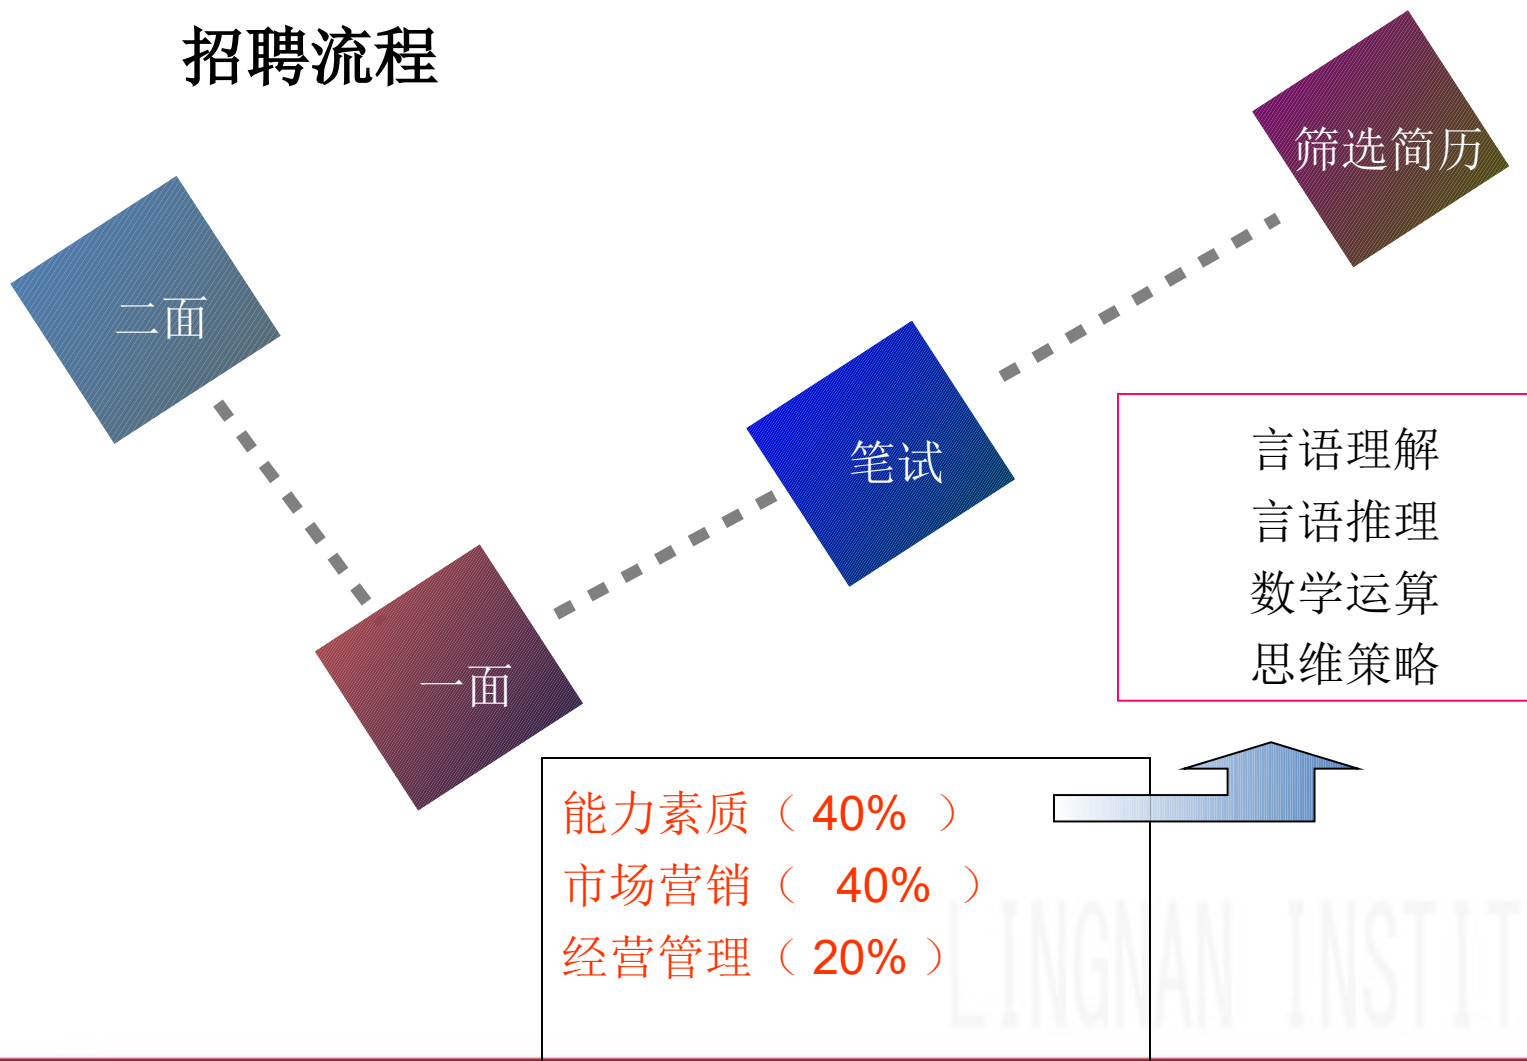 招聘流程
筛选简历
二面
笔试
一面
言语理解
言语推理
数学运算
思维策略
能力素质（ 40% ）
市场营销（ 40% ）
经营管理（ 20% ）
LINGNAN INSTIT